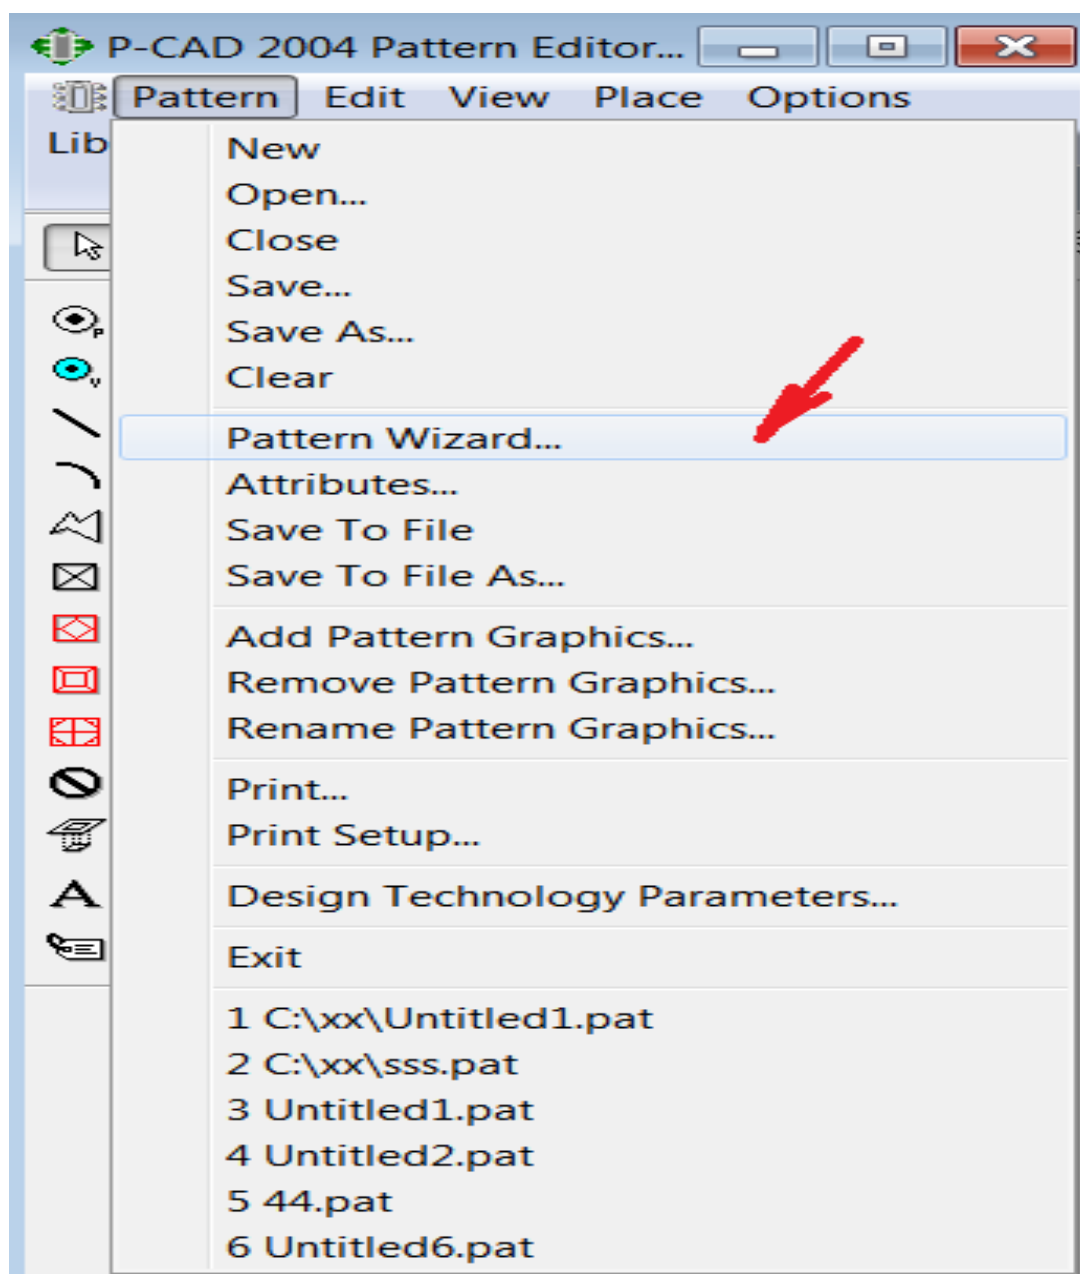 P-CAD 2004 Pattern Editor...
Pattern Edit View Place Options
Lib
New
Open...
Close
Save...
Save As...
Clear
Pattern Wizard...
Attributes...
Save To File
Save To File As...
Add Pattern Graphics...
Remove Pattern Graphics...
Rename Pattern Graphics...
Print...
Print Setup...
Design Technology Parameters...
Exit
1 C:\xx\Untitled1.pat
2 C:\xx\sss.pat
3 Untitled1.pat
4 Untitled2.pat
5 44.pat
6 Untitled6.pat